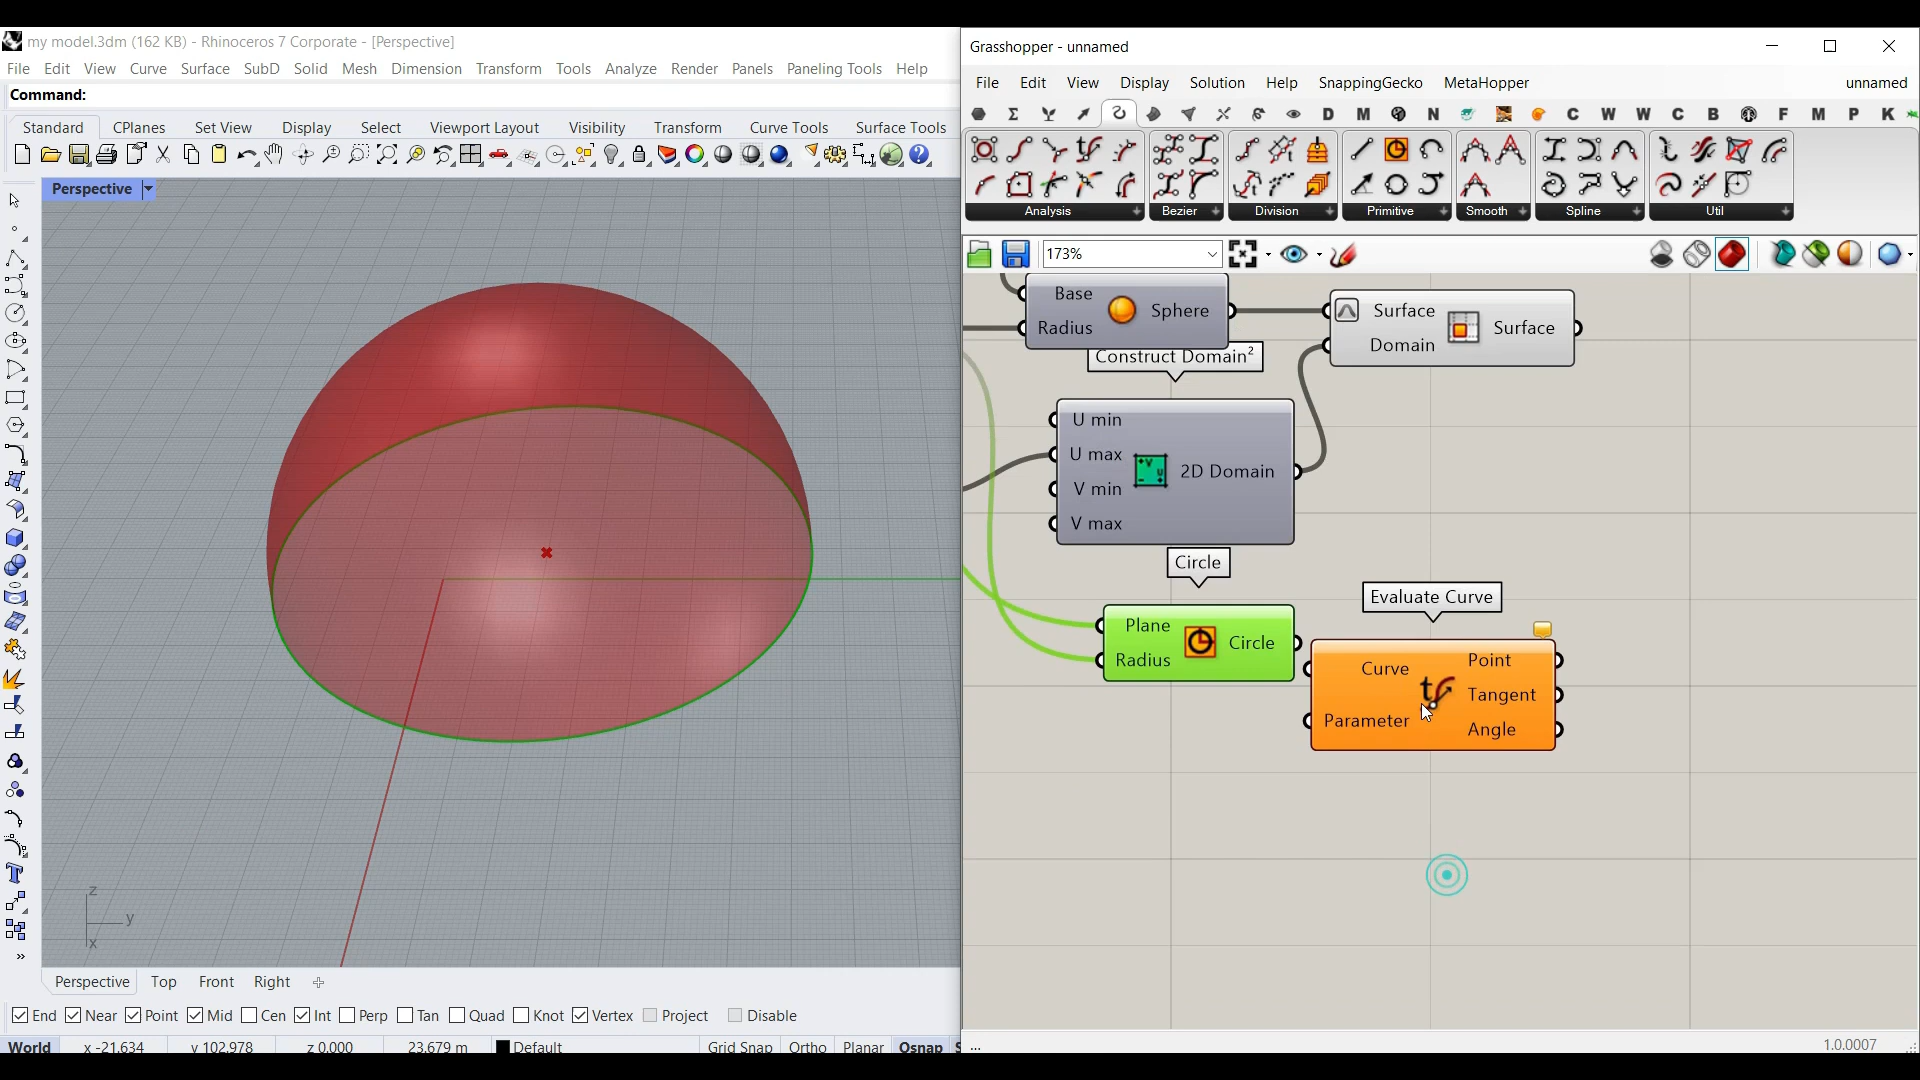 my model.3dm (162 KB) - Rhinoceros 7 Corporate - [Perspective]
File Edit View Curve Surface SubD Solid Mesh Dimension Transform Tools Analyze Render Panels Paneling Tools Help
Command:
Standard CPlanes Set View Display Select Viewport Layout Visibility Transform Curve Tools Surface Tools
Perspective
z
y
x
Perspective Top Front Right
End Near Point Mid Cen Int Perp Tan Quad Knot Vertex Project Disable
World x -21.634 y 102.978 z 0.000 23.679 m Default Grid Snap Ortho Planar Osnap S
Grasshopper - unnamed
File Edit View Display Solution Help SnappingGecko MetaHopper unnamed
D M N C W W C B F M P K
Analysis Bezier Division Primitive Smooth Spline Util
173%
Base
Radius
Sphere
Surface
Domain
Surface
Construct Domain²
U min
U max
V min
V max
2D Domain
Circle
Plane
Radius
Circle
Evaluate Curve
Curve
Parameter
t
Point
Tangent
Angle
...
1.0.0007